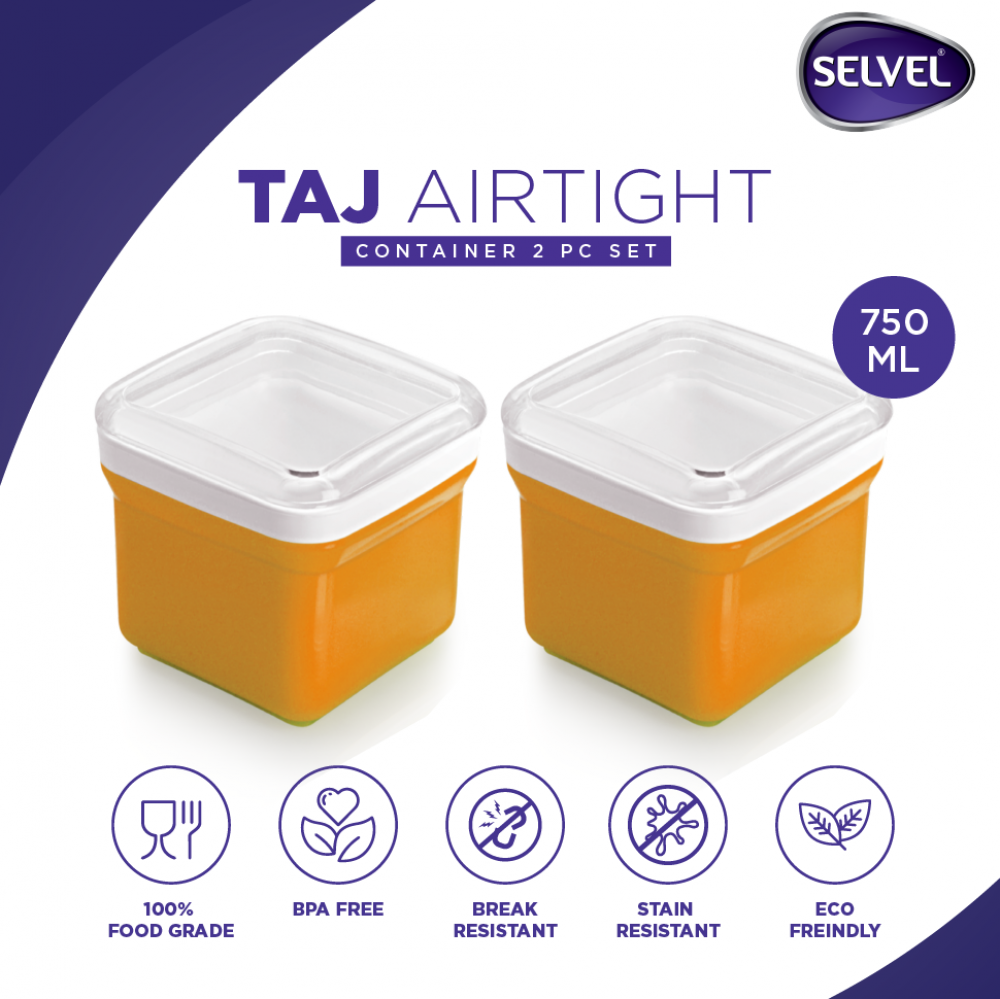 SELVEL®
TAJ AIRTIGHT
CONTAINER 2 PC SET
750
ML
100%
FOOD GRADE
BPA FREE
BREAK
RESISTANT
STAIN
RESISTANT
ECO
FREINDLY